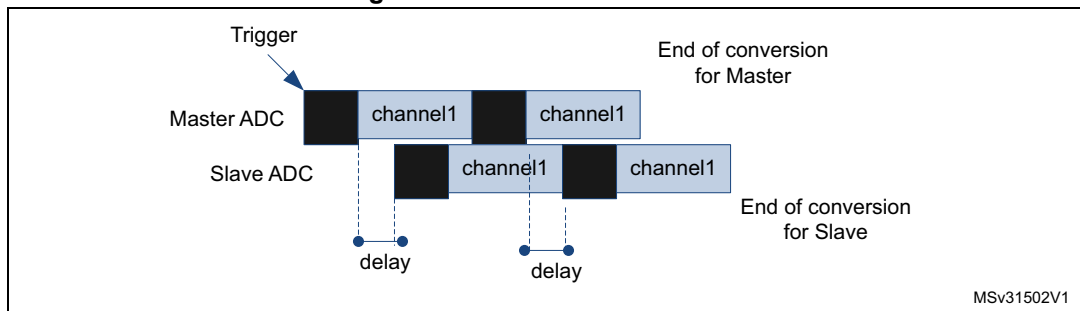 Trigger
End of conversion
for Master
Master ADC
channel1
channel1
Slave ADC
channel1
channel1
End of conversion
for Slave
delay
delay
MSv31502V1